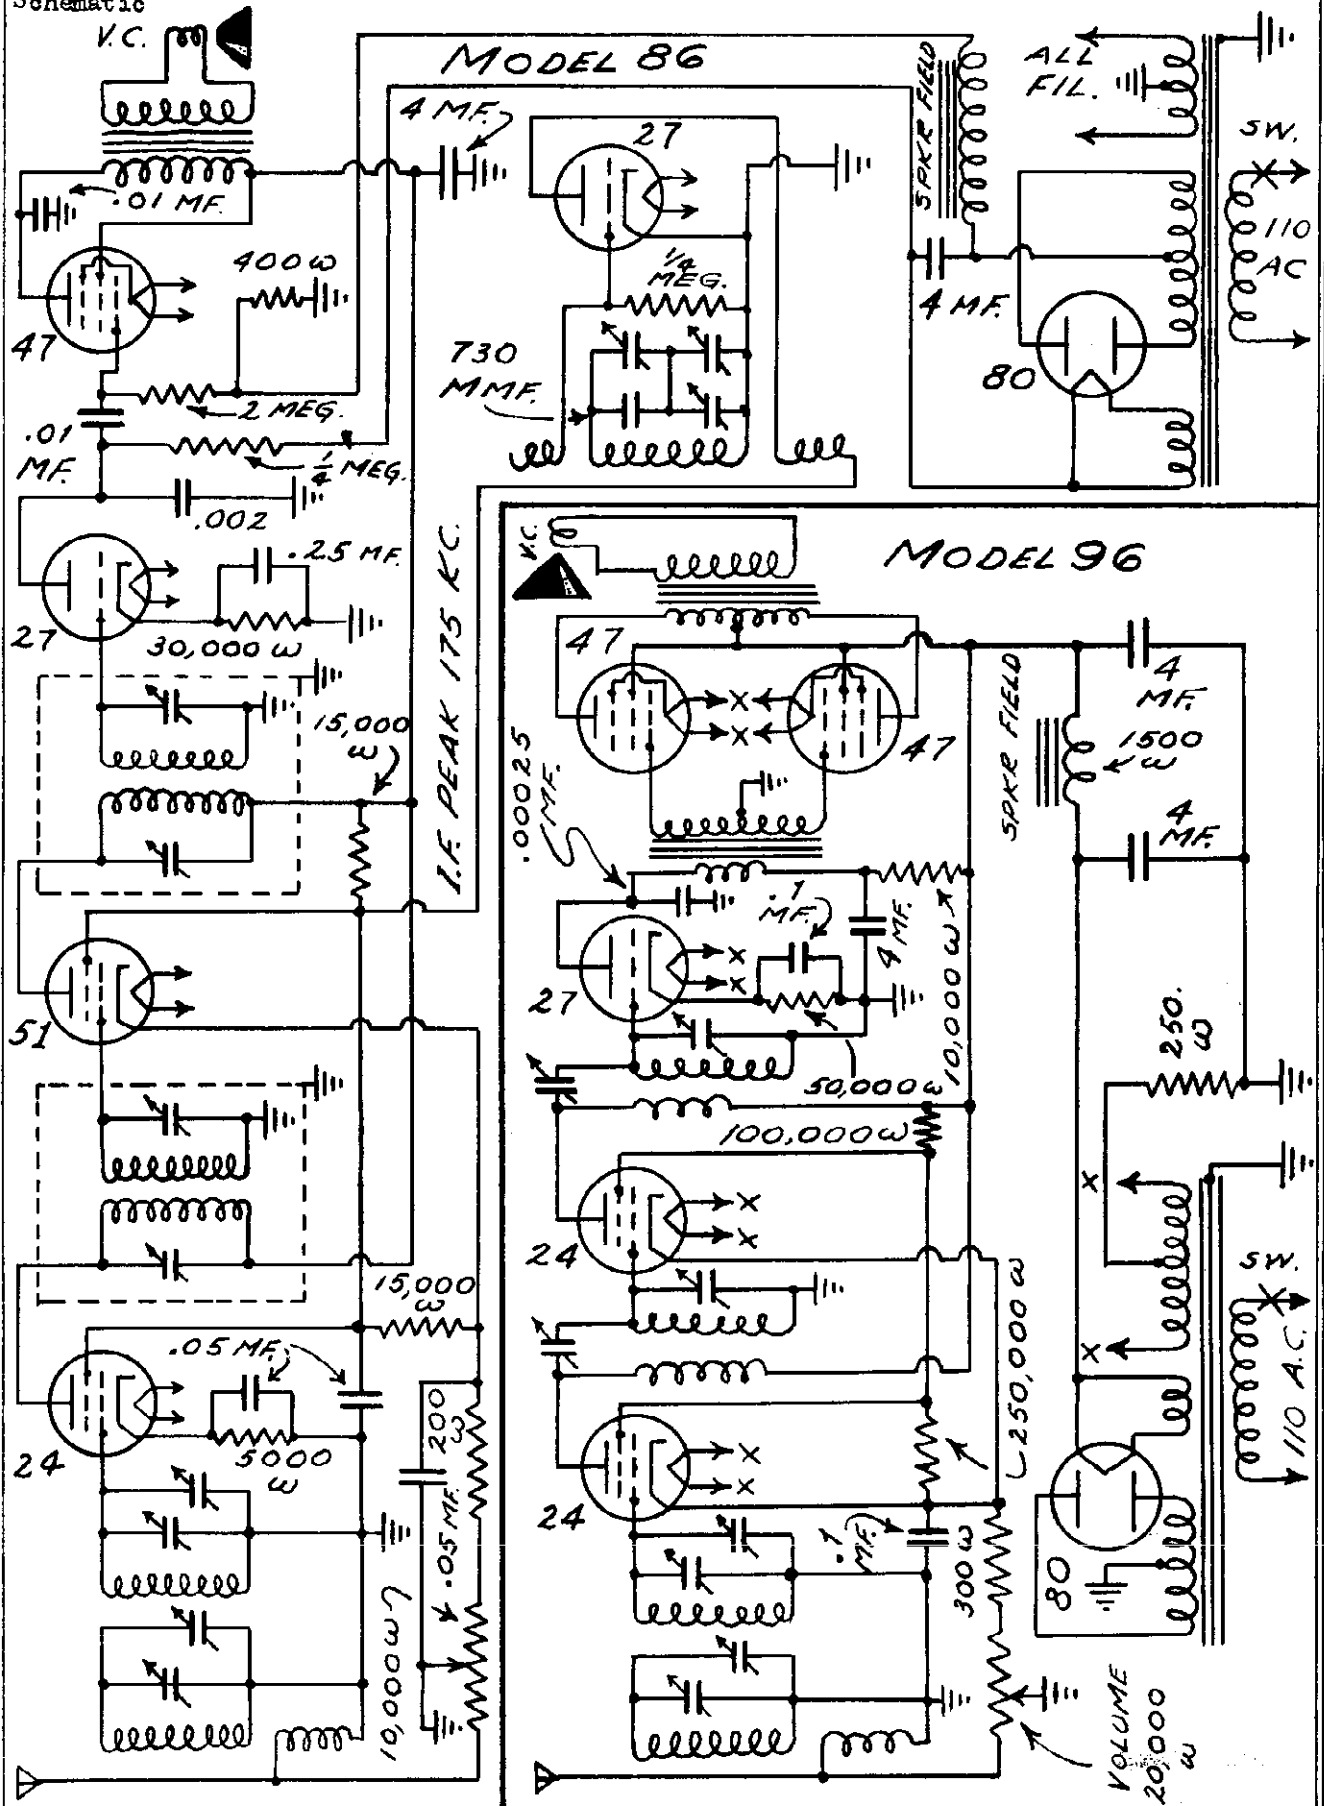 Schematic
V.C.
MODEL 86
4 MF.
27
SPKR FIELD
ALL
FIL.
SW.
110
AC
.01 MF.
400 ω
1/4
MEG.
4 MF.
47
2 MEG.
730
MMF.
80
.01
MF.
1/4 MEG.
.002
.25 MF.
27
30,000 ω
15,000
ω
I.F. PEAK 175 KC.
51
15,000
ω
.05 MF.
24
5000
ω
200
ω
.05 MF.
10,000 ω
V.C.
MODEL 96
47
47
4
MF.
SPKR FIELD
1500
ω
4
MF.
.00025
MF.
.1
MF.
4 MF.
10,000 ω
27
X
X
X
X
50,000 ω
250.
ω
100,000 ω
24
X
X
X
X
250,000 ω
SW.
110 A.C.
24
X
X
.1
MF.
300 ω
80
VOLUME
20,000
ω